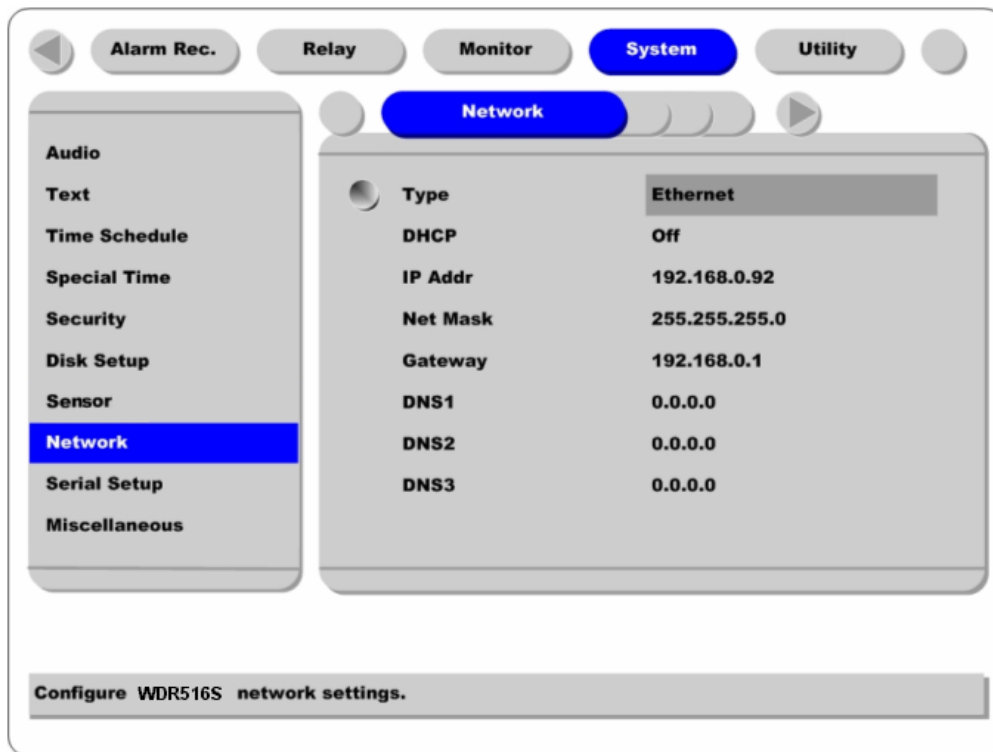 Alarm Rec. Relay Monitor System Utility
Network
Audio
Text
Time Schedule
Special Time
Security
Disk Setup
Sensor
Network
Serial Setup
Miscellaneous
Type Ethernet
DHCP Off
IP Addr 192.168.0.92
Net Mask 255.255.255.0
Gateway 192.168.0.1
DNS1 0.0.0.0
DNS2 0.0.0.0
DNS3 0.0.0.0
Configure WDR516S network settings.